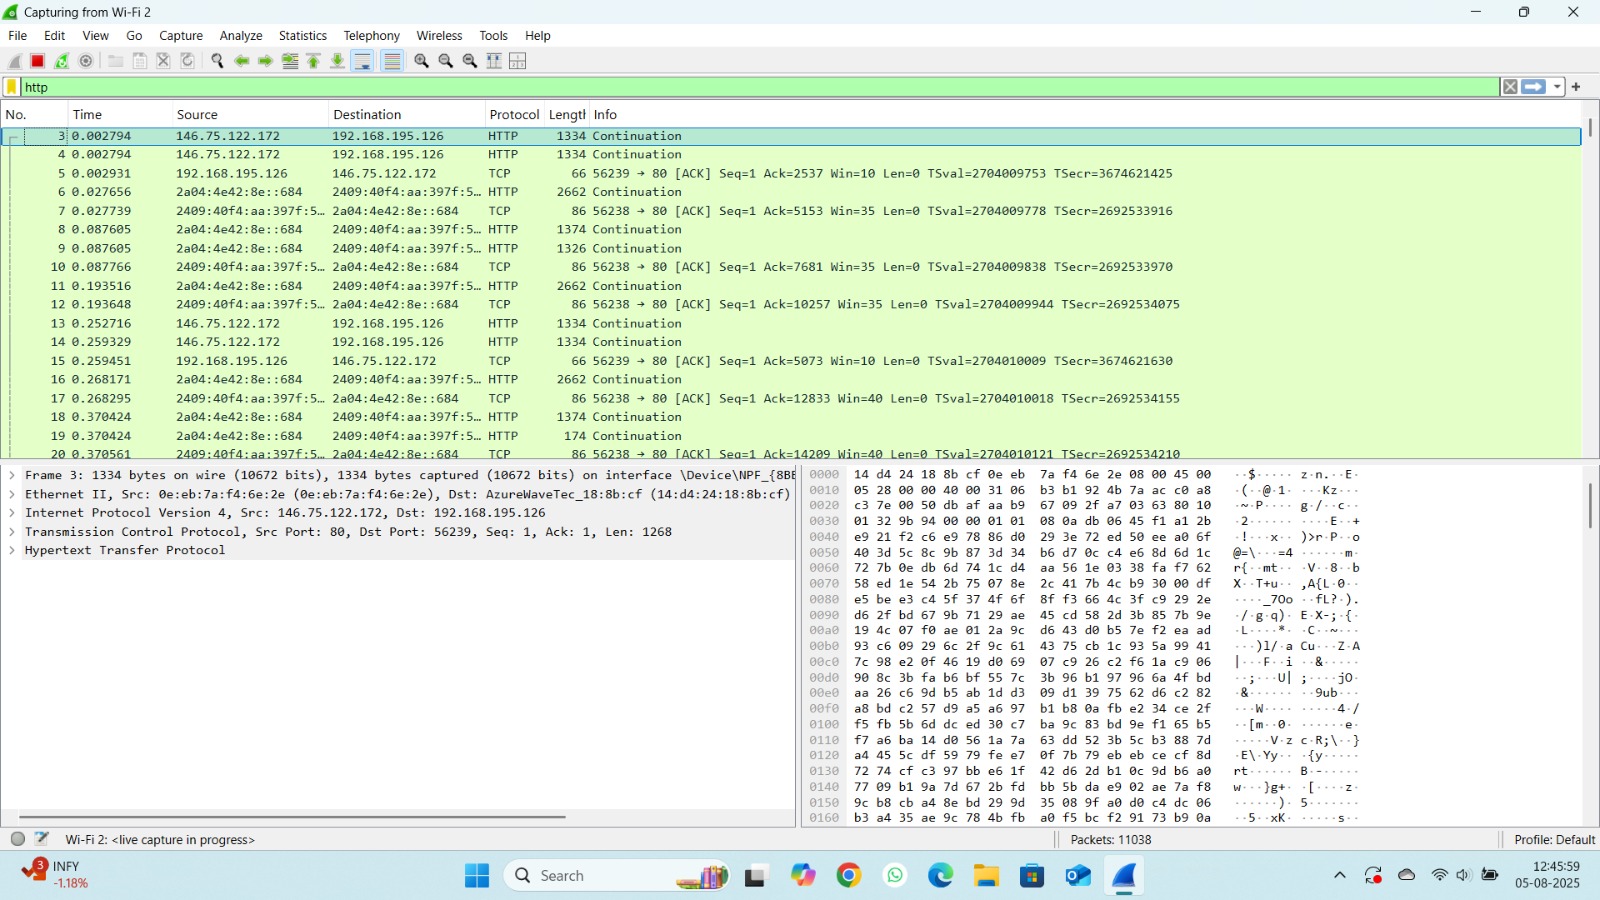 Capturing from Wi-Fi 2
File Edit View Go Capture Analyze Statistics Telephony Wireless Tools Help
http
No. Time Source Destination Protocol Length Info
3 0.002794 146.75.122.172 192.168.195.126 HTTP 1334 Continuation
4 0.002794 146.75.122.172 192.168.195.126 HTTP 1334 Continuation
5 0.002931 192.168.195.126 146.75.122.172 TCP 66 56239 → 80 [ACK] Seq=1 Ack=2537 Win=10 Len=0 TSval=2704009753 TSecr=3674621425
6 0.027656 2a04:4e42:8e::684 2409:40f4:aa:397f:5… HTTP 2662 Continuation
7 0.027739 2409:40f4:aa:397f:5… 2a04:4e42:8e::684 TCP 86 56238 → 80 [ACK] Seq=1 Ack=5153 Win=35 Len=0 TSval=2704009778 TSecr=2692533916
8 0.087605 2a04:4e42:8e::684 2409:40f4:aa:397f:5… HTTP 1374 Continuation
9 0.087605 2a04:4e42:8e::684 2409:40f4:aa:397f:5… HTTP 1326 Continuation
10 0.087766 2409:40f4:aa:397f:5… 2a04:4e42:8e::684 TCP 86 56238 → 80 [ACK] Seq=1 Ack=7681 Win=35 Len=0 TSval=2704009838 TSecr=2692533970
11 0.193516 2a04:4e42:8e::684 2409:40f4:aa:397f:5… HTTP 2662 Continuation
12 0.193648 2409:40f4:aa:397f:5… 2a04:4e42:8e::684 TCP 86 56238 → 80 [ACK] Seq=1 Ack=10257 Win=35 Len=0 TSval=2704009944 TSecr=2692534075
13 0.252716 146.75.122.172 192.168.195.126 HTTP 1334 Continuation
14 0.259329 146.75.122.172 192.168.195.126 HTTP 1334 Continuation
15 0.259451 192.168.195.126 146.75.122.172 TCP 66 56239 → 80 [ACK] Seq=1 Ack=5073 Win=10 Len=0 TSval=2704010009 TSecr=3674621630
16 0.268171 2a04:4e42:8e::684 2409:40f4:aa:397f:5… HTTP 2662 Continuation
17 0.268295 2409:40f4:aa:397f:5… 2a04:4e42:8e::684 TCP 86 56238 → 80 [ACK] Seq=1 Ack=12833 Win=40 Len=0 TSval=2704010018 TSecr=2692534155
18 0.370424 2a04:4e42:8e::684 2409:40f4:aa:397f:5… HTTP 1374 Continuation
19 0.370424 2a04:4e42:8e::684 2409:40f4:aa:397f:5… HTTP 174 Continuation
20 0.370561 2409:40f4:aa:397f:5… 2a04:4e42:8e::684 TCP 86 56238 → 80 [ACK] Seq=1 Ack=14209 Win=40 Len=0 TSval=2704010121 TSecr=2692534210
Frame 3: 1334 bytes on wire (10672 bits), 1334 bytes captured (10672 bits) on interface \Device\NPF_{8BE
Ethernet II, Src: 0e:eb:7a:f4:6e:2e (0e:eb:7a:f4:6e:2e), Dst: AzureWaveTec_18:8b:cf (14:d4:24:18:8b:cf)
Internet Protocol Version 4, Src: 146.75.122.172, Dst: 192.168.195.126
Transmission Control Protocol, Src Port: 80, Dst Port: 56239, Seq: 1, Ack: 1, Len: 1268
Hypertext Transfer Protocol
0000 14 d4 24 18 8b cf 0e eb 7a f4 6e 2e 08 00 45 00 ··$····· z·n.··E·
0010 05 28 00 00 40 00 31 06 b3 b1 92 4b 7a ac c0 a8 ·(··@·1· ···Kz···
0020 c3 7e 00 50 db af aa b9 67 09 2f a7 03 63 80 10 ·~·P···· g·/··c··
0030 01 32 9b 94 00 00 01 01 08 0a db 06 45 f1 a1 2b ·2······ ····E··+
0040 e9 21 f2 c6 e9 78 86 d0 29 3e 72 ed 50 ee a0 6f ·!···x·· )>r·P··o
0050 40 3d 5c 8c 9b 87 3d 34 b6 d7 0c c4 e6 8d 6d 1c @=\···=4 ······m·
0060 72 7b 0e db 6d 74 1c d4 aa 56 1e 03 38 fa f7 62 r{··mt·· ·V··8··b
0070 58 ed 1e 54 2b 75 07 8e 2c 41 7b 4c b9 30 00 df X··T+u·· ,A{L·0··
0080 e5 be e3 c4 5f 37 4f 6f 8f f3 66 4c 3f c9 29 2e ····_7Oo ··fL?·).
0090 d6 2f bd 67 9b 71 29 ae 45 cd 58 2d 3b 85 7b 9e ·/·g·q)· E·X-;·{·
00a0 19 4c 07 f0 ae 01 2a 9c d6 43 d0 b5 7e f2 ea ad ·L····*· ·C··~···
00b0 93 c6 09 29 6c 2f 9c 61 43 75 cb 1c 93 5a 99 41 ···)l/·a Cu···Z·A
00c0 7c 98 e2 0f 46 19 d0 69 07 c9 26 c2 f6 1a c9 06 |···F··i ··&·····
00d0 90 8c 3b fa b6 bf 55 7c 3b 96 b1 97 96 6a 4f bd ··;···U| ;····jO·
00e0 aa 26 c6 9d b5 ab 1d d3 09 d1 39 75 62 d6 c2 82 ·&······ ··9ub···
00f0 a8 bd c2 57 d9 a5 a6 97 b1 b8 0a fb e2 34 ce 2f ···W···· ·····4·/
0100 f5 fb 5b 6d dc ed 30 c7 ba 9c 83 bd 9e f1 65 b5 ··[m··0· ······e·
0110 f7 a6 ba 14 d0 56 1a 7a 63 dd 52 3b 5c b3 88 7d ·····V·z c·R;\··}
0120 a4 45 5c df 59 79 fe e7 0f 7b 79 eb eb ce cf 8d ·E\·Yy·· ·{y·····
0130 72 74 cf c3 97 bb e6 1f 42 d6 2d b1 0c 9d b6 a0 rt······ B·-·····
0140 77 09 b1 9a 7d 67 2b fd bb 5b da e9 02 ae 7a f8 w···}g+· ·[····z·
0150 9c b8 cb a4 8e bd 29 9d 35 08 9f a0 d0 c4 dc 06 ······)· 5·······
0160 b3 a4 35 ae 9c 78 4b fb a0 f5 bc f2 91 73 b9 0a ··5··xK· ·····s··
Wi-Fi 2: <live capture in progress> Packets: 11038 Profile: Default
3
INFY
-1.18%
Search
12:45:59
05-08-2025